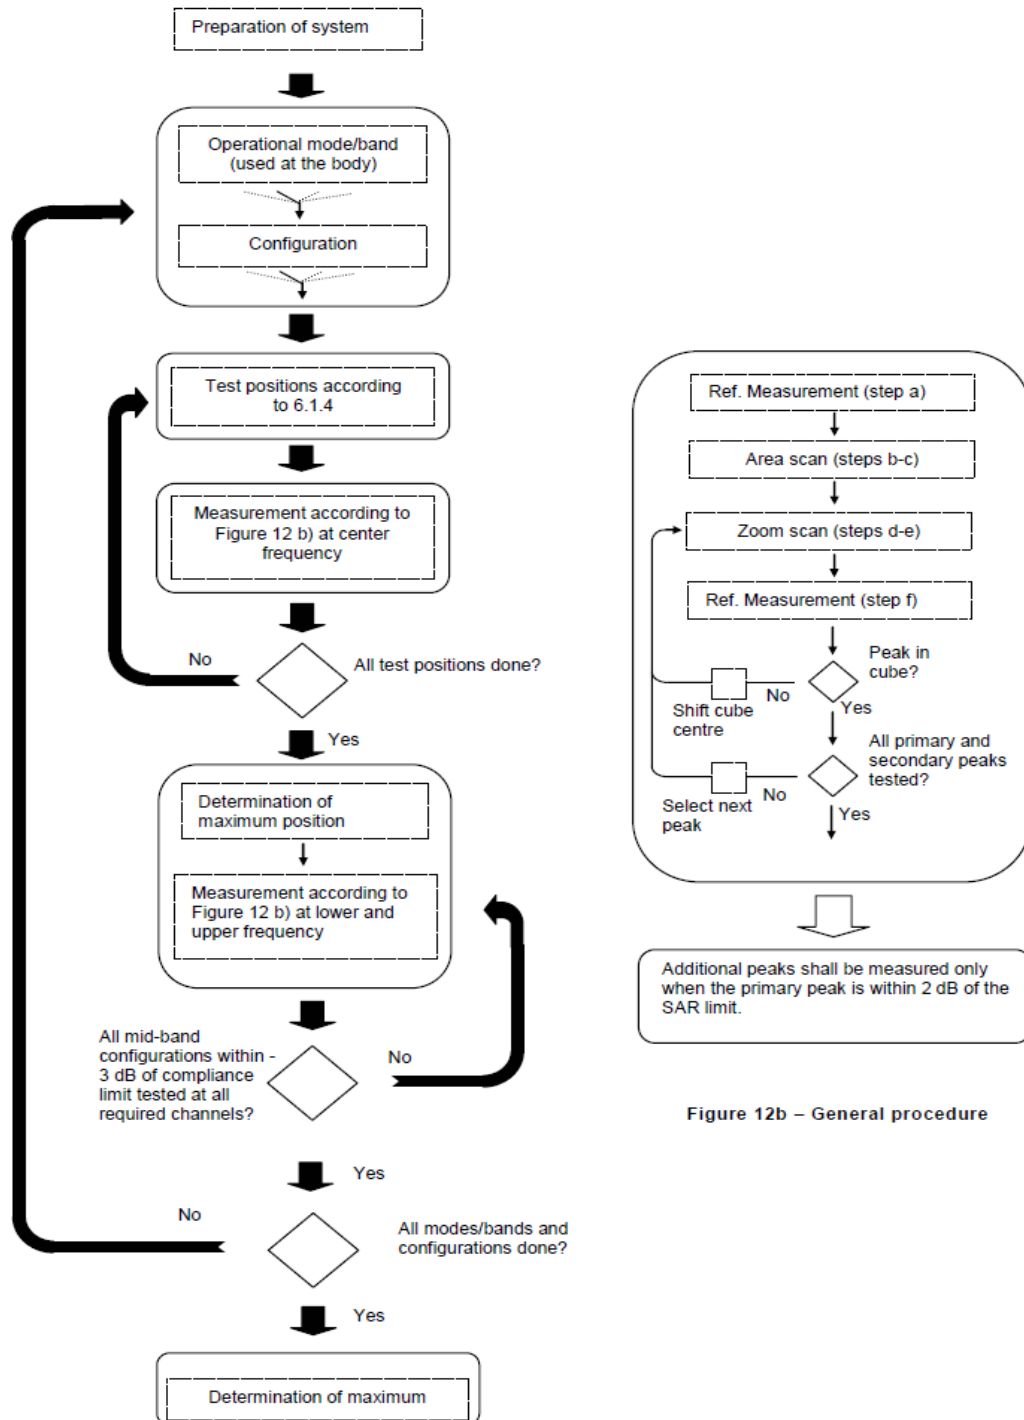 Preparation of system
Operational mode/band
(used at the body)
Configuration
Test positions according
to 6.1.4
Measurement according to
Figure 12 b) at center
frequency
No
All test positions done?
Yes
Determination of
maximum position
Measurement according to
Figure 12 b) at lower and
upper frequency
All mid-band
configurations within -
3 dB of compliance
limit tested at all
required channels?
No
Yes
No
All modes/bands and
configurations done?
Yes
Determination of maximum
Ref. Measurement (step a)
Area scan (steps b-c)
Zoom scan (steps d-e)
Ref. Measurement (step f)
Peak in
cube?
No
Shift cube
centre
Yes
All primary and
secondary peaks
tested?
No
Select next
peak
Yes
Additional peaks shall be measured only
when the primary peak is within 2 dB of the
SAR limit.
Figure 12b – General procedure